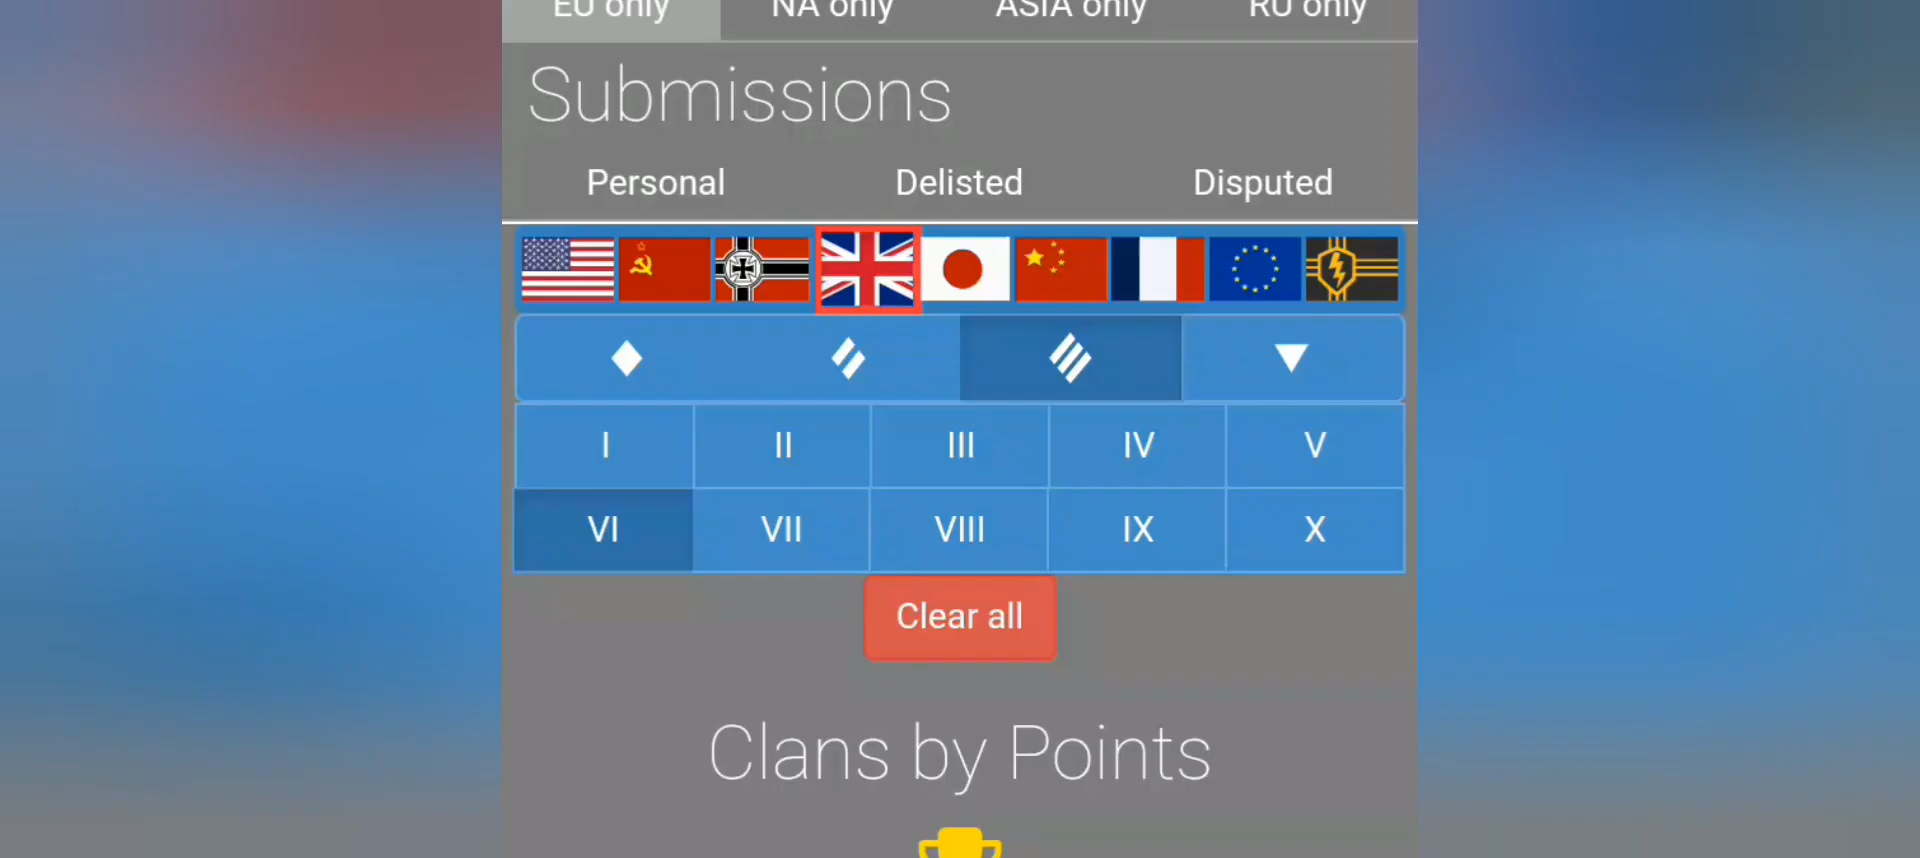 EU only NA only ASIA only RU only
Submissions
Personal Delisted Disputed
I II III IV V
VI VII VIII IX X
Clear all
Clans by Points